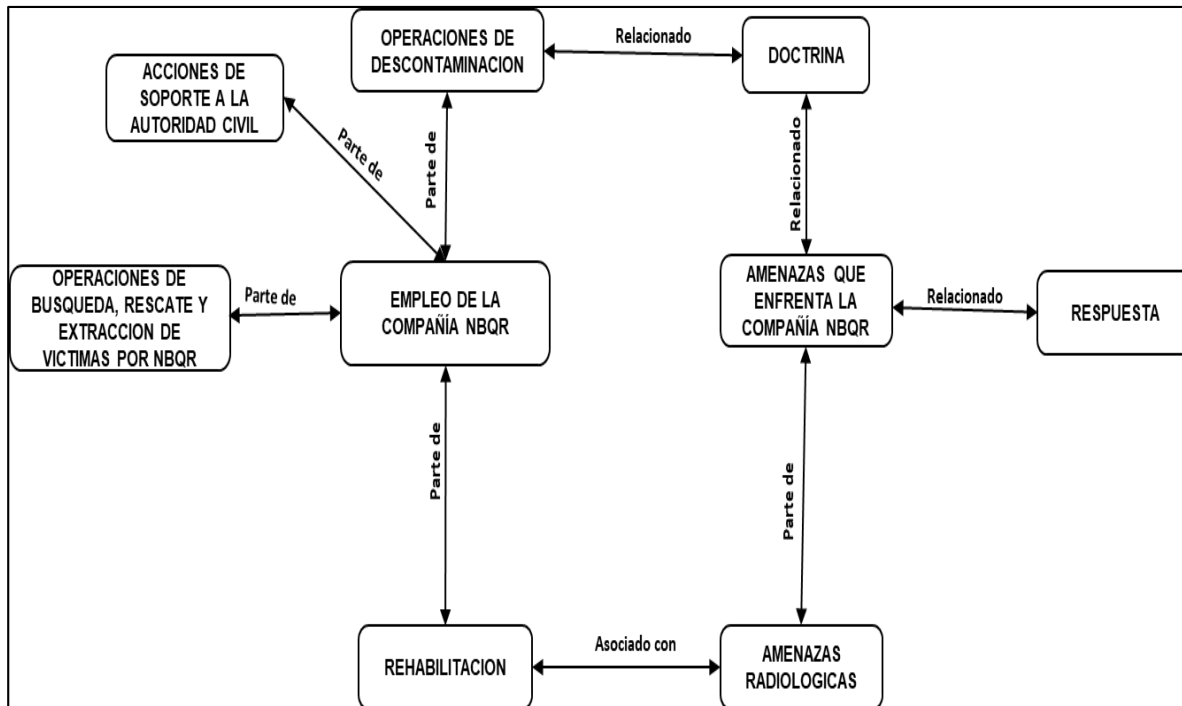 OPERACIONES DE
DESCONTAMINACION
Relacionado
DOCTRINA
ACCIONES DE
SOPORTE A LA
AUTORIDAD CIVIL
Parte de
Parte de
Relacionado
OPERACIONES DE
BUSQUEDA, RESCATE Y
EXTRACCION DE
VICTIMAS POR NBQR
Parte de
EMPLEO DE LA
COMPAÑÍA NBQR
AMENAZAS QUE
ENFRENTA LA
COMPAÑÍA NBQR
Relacionado
RESPUESTA
Parte de
Parte de
REHABILITACION
Asociado con
AMENAZAS
RADIOLOGICAS